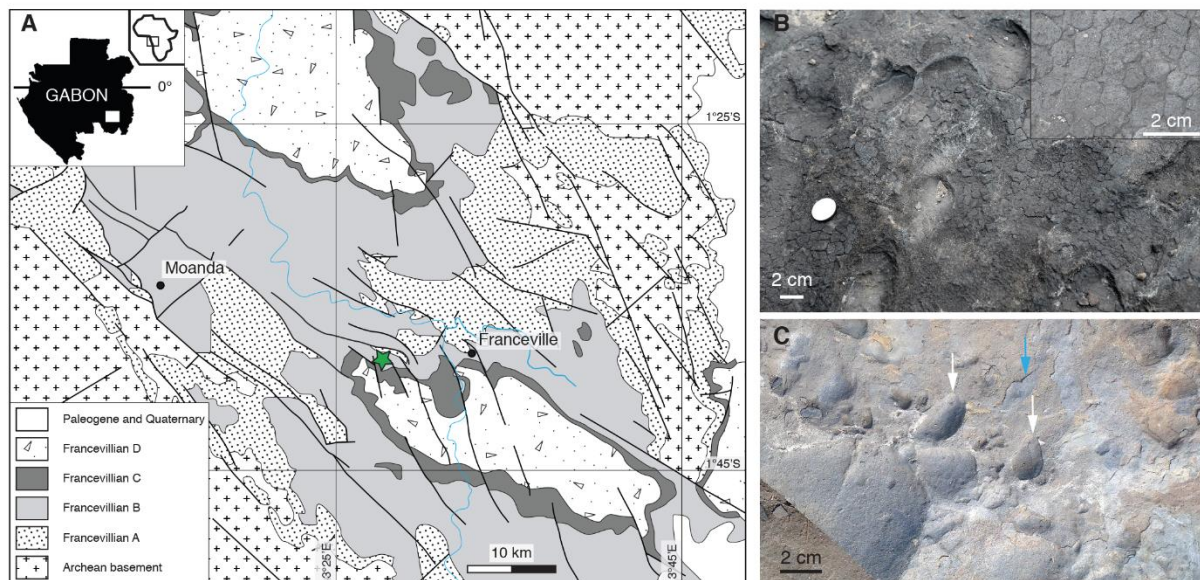 A
GABON
0°
1°25'S
Moanda
Franceville
1°45'S
Paleogene and Quaternary
Francevillian D
Francevillian C
Francevillian B
Francevillian A
Archean basement
10 km
3°25'E
3°45'E
B
2 cm
2 cm
C
2 cm